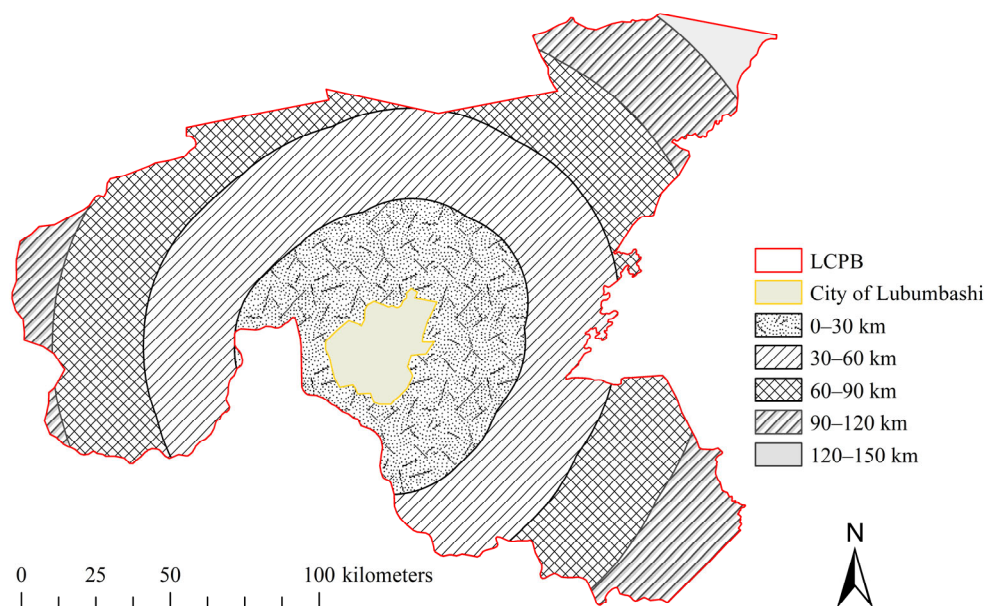 LCPB
City of Lubumbashi
0–30 km
30–60 km
60–90 km
90–120 km
120–150 km
N
0 25 50 100 kilometers